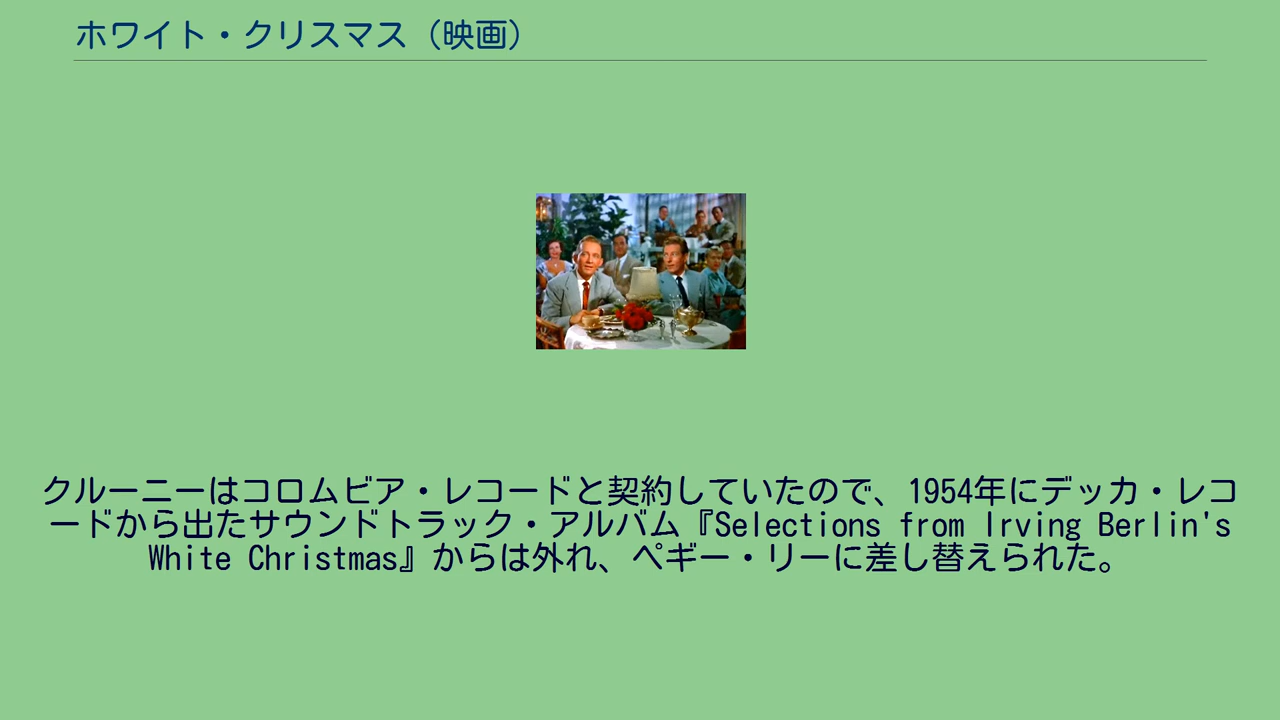 ホワイト・クリスマス（映画）
クルーニーはコロムビア・レコードと契約していたので、1954年にデッカ・レコ
ードから出たサウンドトラック・アルバム『Selections from Irving Berlin's
White Christmas』からは外れ、ペギー・リーに差し替えられた。